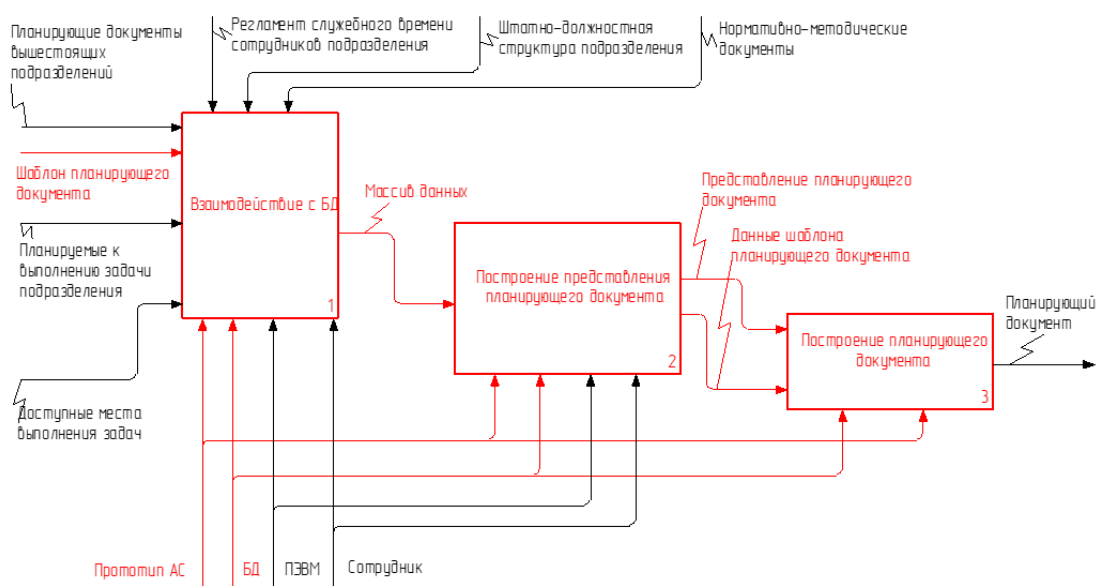 Планирующие документы
вышестоящих
подразделений
Регламент служебного времени
сотрудников подразделения
Штатно-должностная
структура подразделения
Нормативно-методические
документы
Шаблон планирующего
документа
Взаимодействие с БД
1
Планируемые к
выполнению задачи
подразделения
Доступные места
выполнения задач
Массив данных
Построение представления
планирующего документа
2
Представление планирующего
документа
Данные шаблона
планирующего документа
Построение планирующего
документа
3
Планирующий
документ
Прототип АС
БД
ПЭВМ
Сотрудник